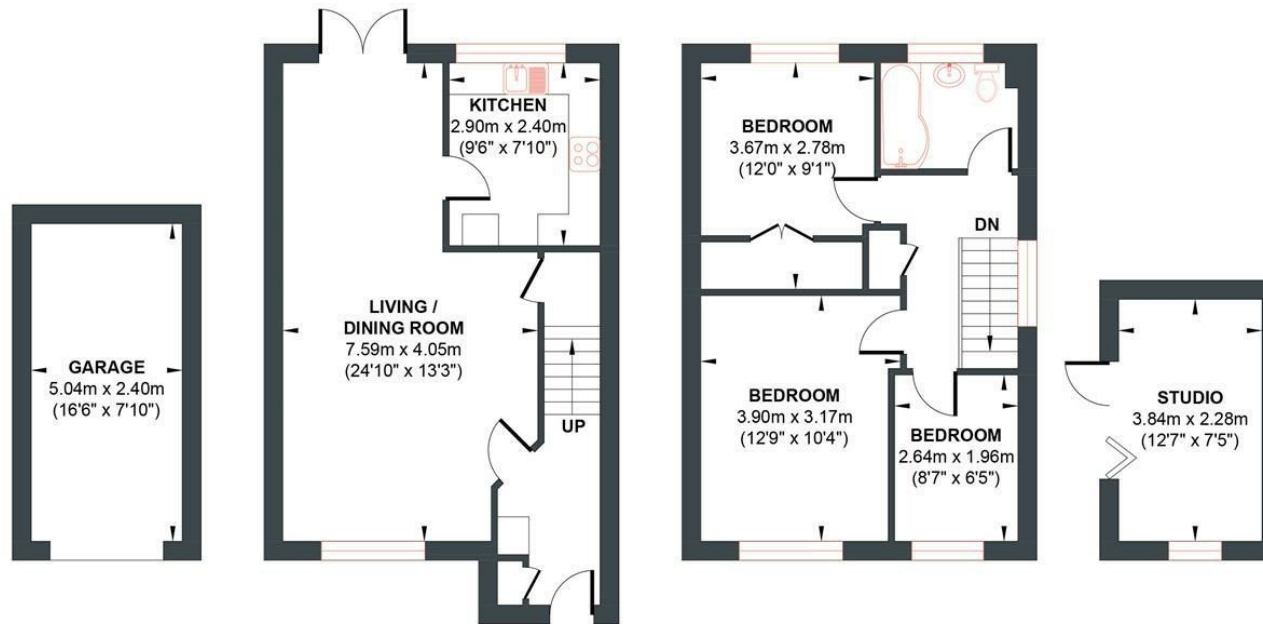 GARAGE
5.04m x 2.40m
(16'6" x 7'10")
KITCHEN
2.90m x 2.40m
(9'6" x 7'10")
LIVING /
DINING ROOM
7.59m x 4.05m
(24'10" x 13'3")
UP
BEDROOM
3.67m x 2.78m
(12'0" x 9'1")
DN
BEDROOM
3.90m x 3.17m
(12'9" x 10'4")
BEDROOM
2.64m x 1.96m
(8'7" x 6'5")
STUDIO
3.84m x 2.28m
(12'7" x 7'5")